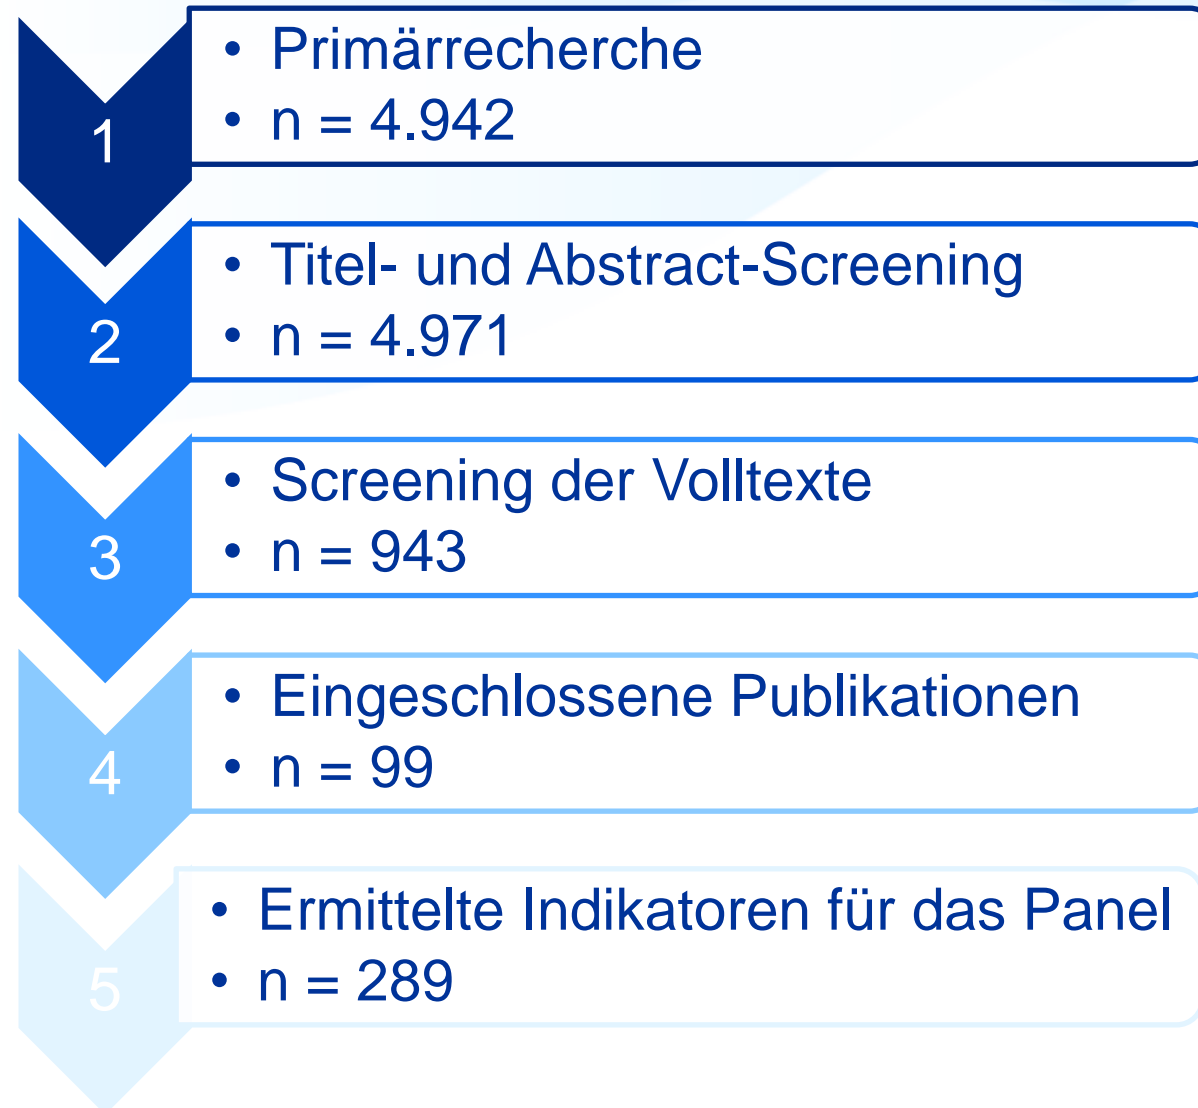 1
• Primärrecherche
• n = 4.942
2
• Titel- und Abstract-Screening
• n = 4.971
3
• Screening der Volltexte
• n = 943
4
• Eingeschlossene Publikationen
• n = 99
5
• Ermittelte Indikatoren für das Panel
• n = 289